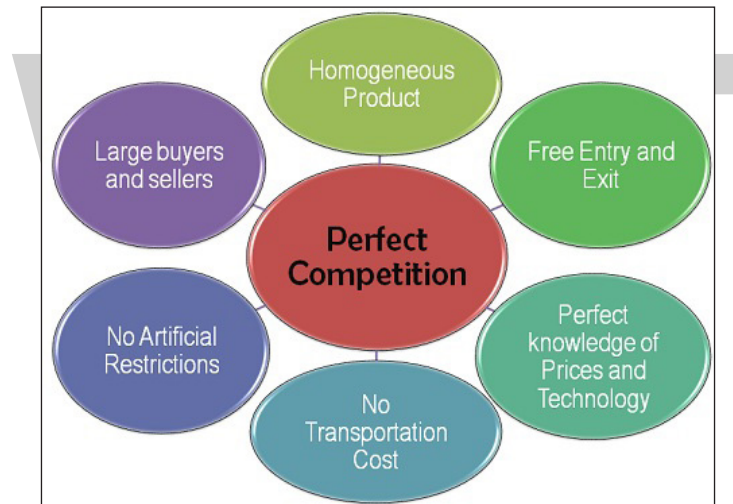 Homogeneous
Product
Large buyers
and sellers
Free Entry and
Exit
Perfect
Competition
No Artificial
Restrictions
Perfect
knowledge of
Prices and
Technology
No
Transportation
Cost